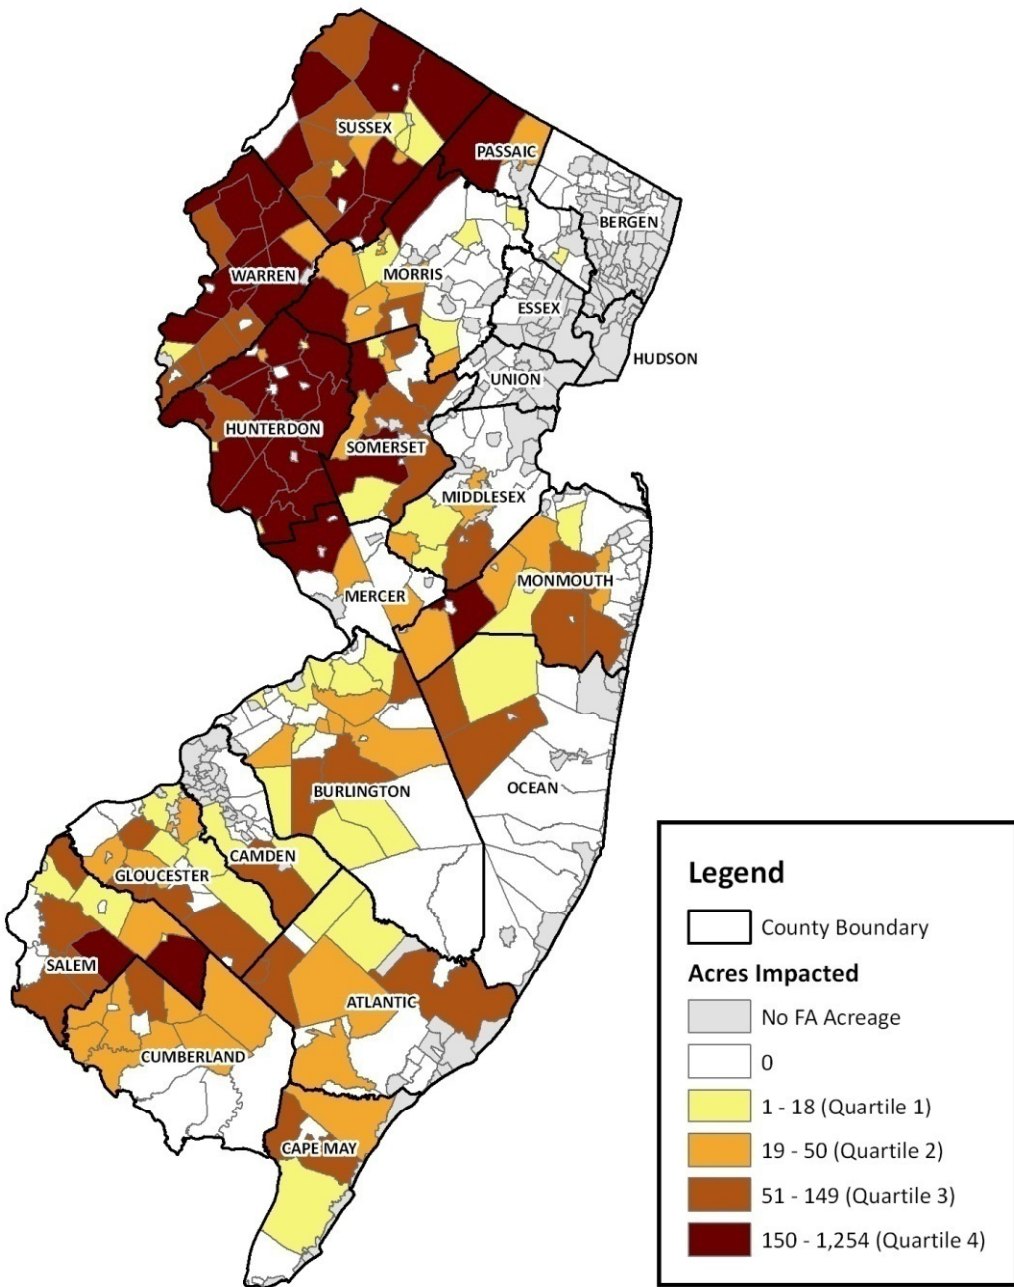 SUSSEX
PASSAIC
BERGEN
WARREN
MORRIS
ESSEX
HUDSON
UNION
HUNTERDON
SOMERSET
MIDDLESEX
MONMOUTH
MERCER
OCEAN
BURLINGTON
CAMDEN
GLOUCESTER
SALEM
ATLANTIC
CUMBERLAND
CAPE MAY
Legend
County Boundary
Acres Impacted
No FA Acreage
0
1 - 18 (Quartile 1)
19 - 50 (Quartile 2)
51 - 149 (Quartile 3)
150 - 1,254 (Quartile 4)